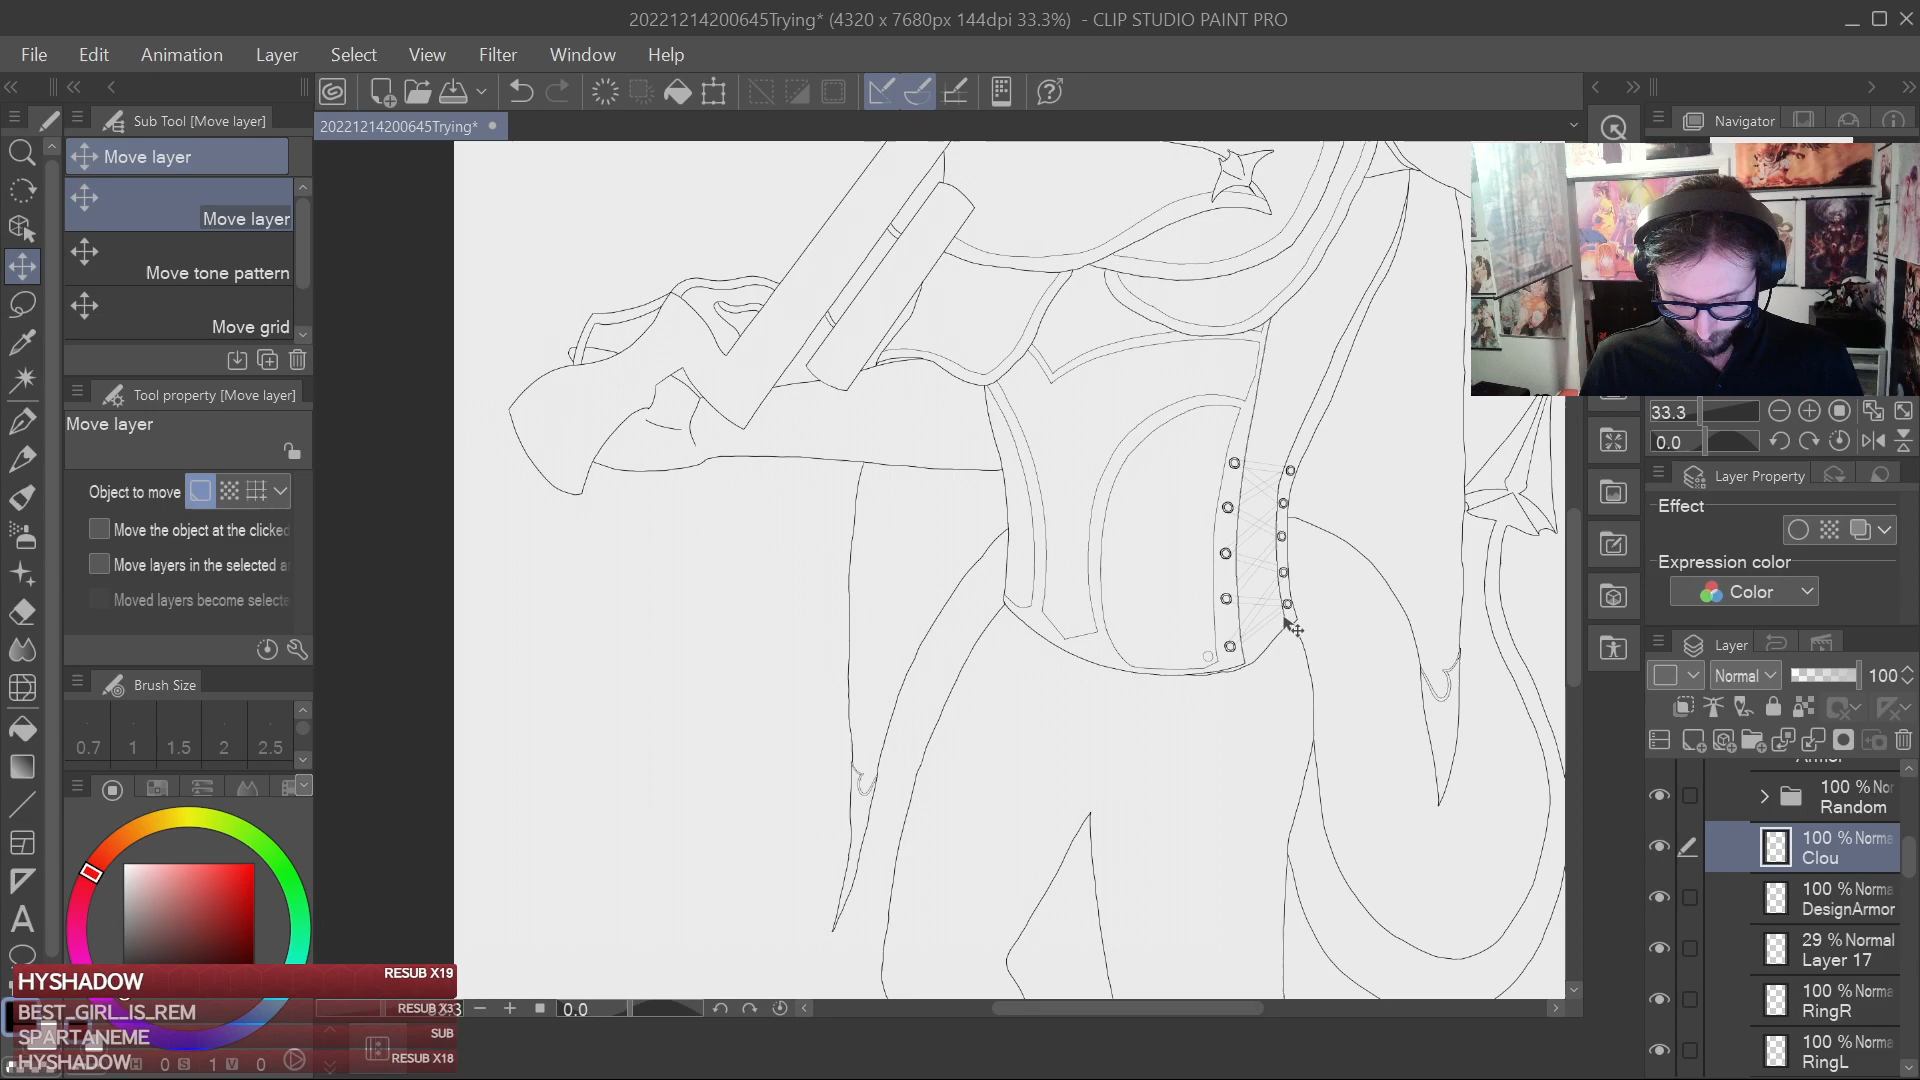 20221214200645Trying* (4320 x 7680px 144dpi 33.3%) - CLIP STUDIO PAINT PRO
File Edit Animation Layer Select View Filter Window Help
Sub Tool [Move layer]
20221214200645Trying*
Navigator
Move layer
Move layer
Move tone pattern
Move grid
Tool property [Move layer]
Move layer
Object to move
Move the object at the clicked
Move layers in the selected a
Moved layers become selecte
Brush Size
0.7 1 1.5 2 2.5
33.3
0.0
Layer Property
Effect
Expression color
Color
Layer
Normal 100
100 % Nor
Random
100 % Norma
Clou
100 % Norma
DesignArmor
29 % Normal
Layer 17
100 % Norma
RingR
100 % Norma
RingL
HYSHADOW RESUB X19
BEST_GIRL_IS_REM RESUB X3
SPARTANEME SUB
HYSHADOW RESUB X18
0.0
H 0 S 1 V 0